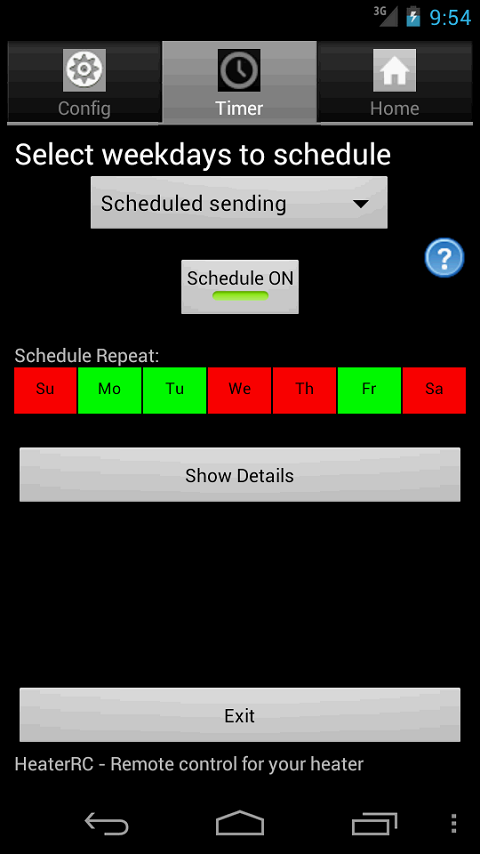 3G 9:54
Config Timer Home
Select weekdays to schedule
Scheduled sending
?
Schedule ON
Schedule Repeat:
Su Mo Tu We Th Fr Sa
Show Details
Exit
HeaterRC - Remote control for your heater